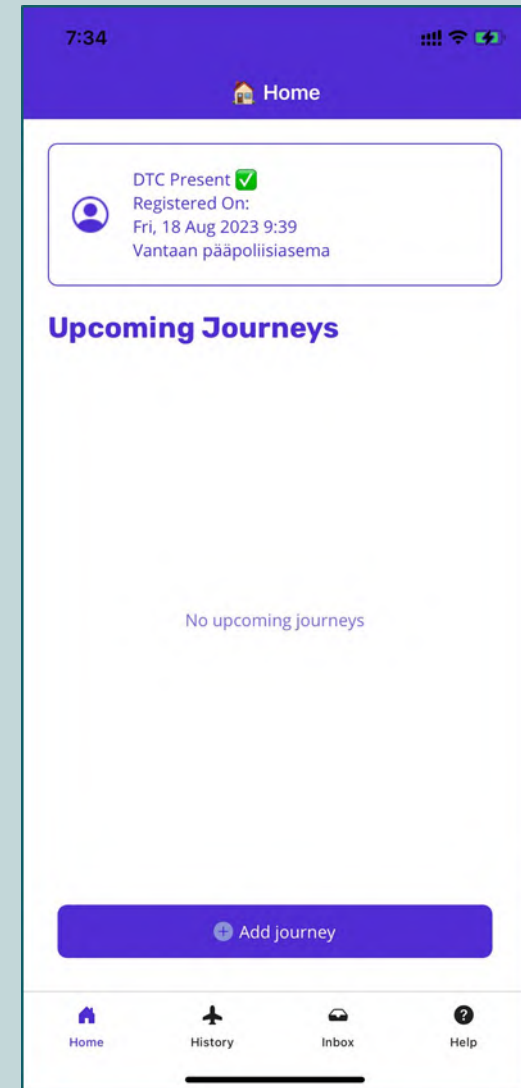 7:34
🏠 Home
DTC Present ✅
Registered On:
Fri, 18 Aug 2023 9:39
Vantaan pääpoliisiasema
Upcoming Journeys
No upcoming journeys
Add journey
Home
History
Inbox
Help